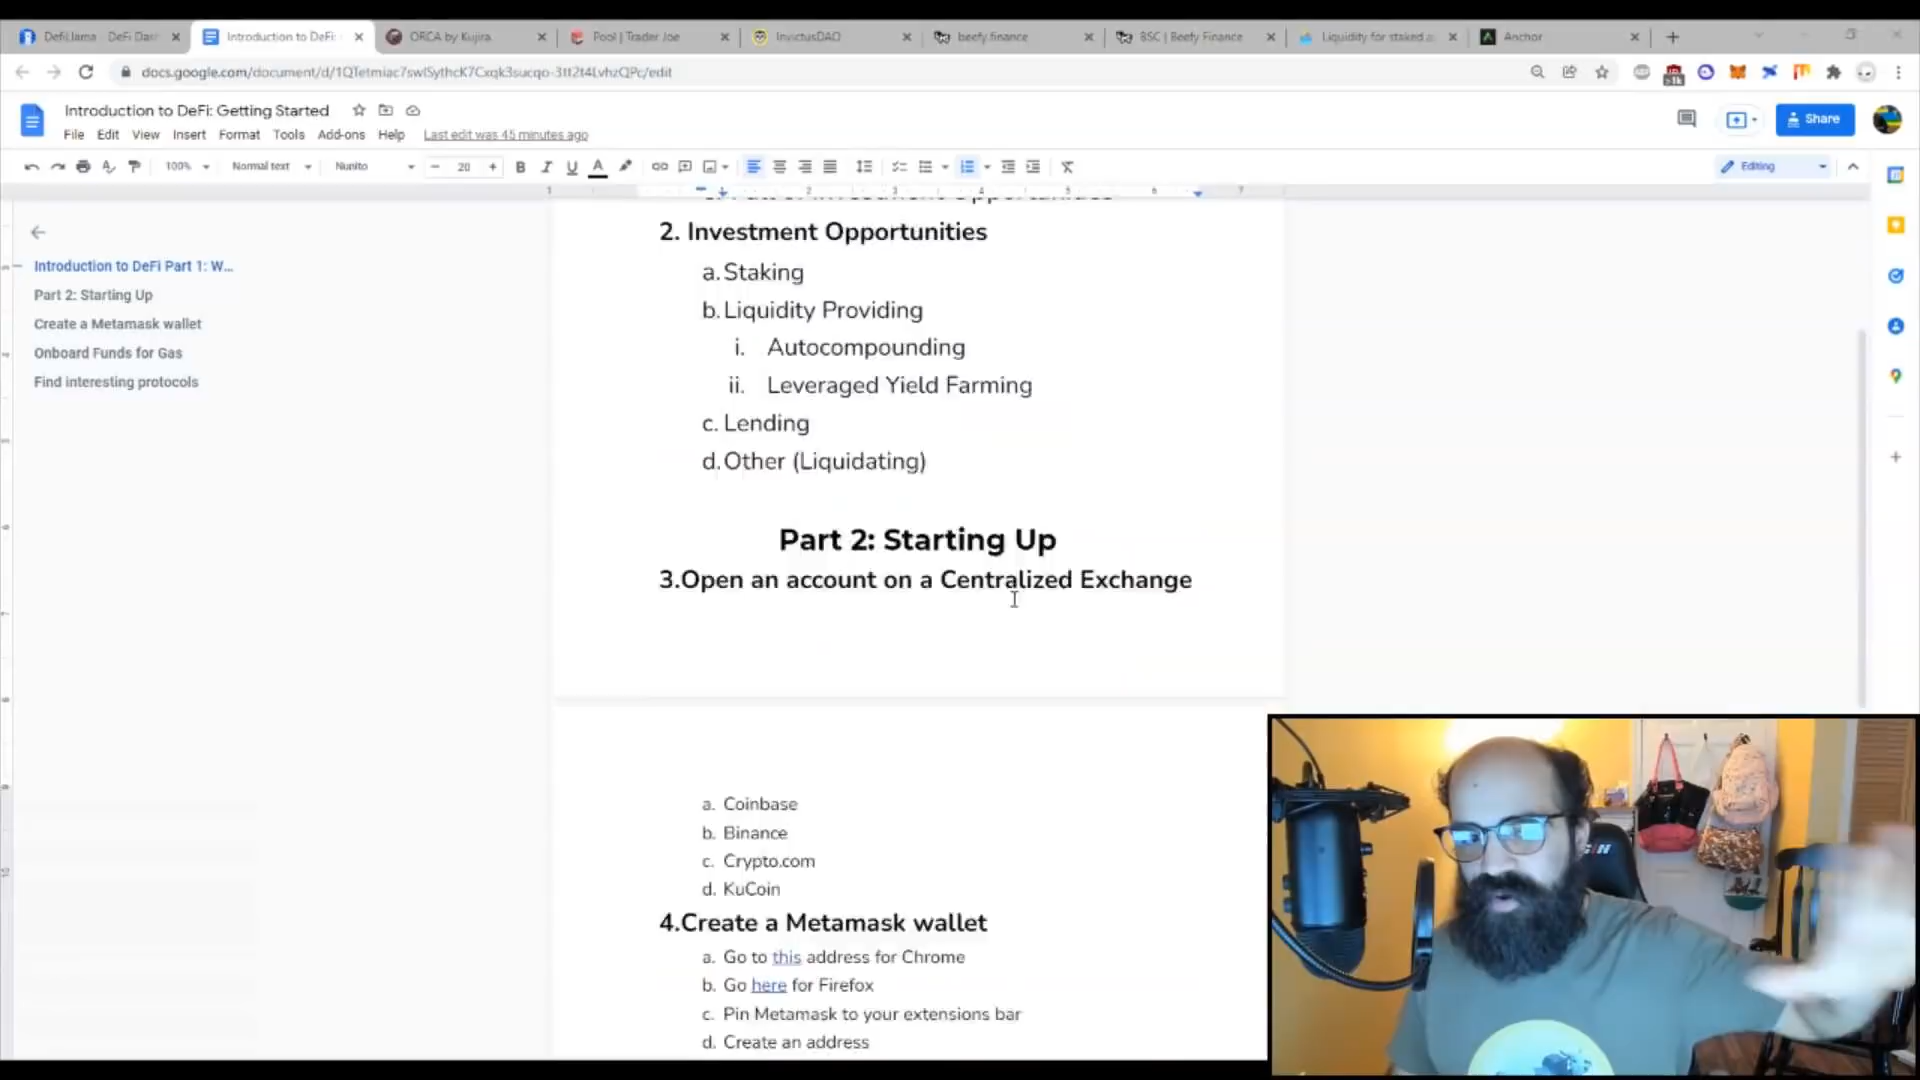 DefiLlama - DeFi Das
Introduction to DeFi:
ORCA by Kujira
Pool | Trader Joe
InvictusDAO
beefy.finance
BSC | Beefy Finance
Liquidity for staked a
Anchor
Introduction to DeFi: Getting Started
File Edit View Insert Format Tools Add-ons Help Last edit was 45 minutes ago
Share
100% Normal text Nunito 20 Editing
Introduction to DeFi Part 1: W...
Part 2: Starting Up
Create a Metamask wallet
Onboard Funds for Gas
Find interesting protocols
2. Investment Opportunities
a. Staking
b. Liquidity Providing
i. Autocompounding
ii. Leveraged Yield Farming
c. Lending
d. Other (Liquidating)
Part 2: Starting Up
3.Open an account on a Centralized Exchange
a. Coinbase
b. Binance
c. Crypto.com
d. KuCoin
4.Create a Metamask wallet
a. Go to this address for Chrome
b. Go here for Firefox
c. Pin Metamask to your extensions bar
d. Create an address